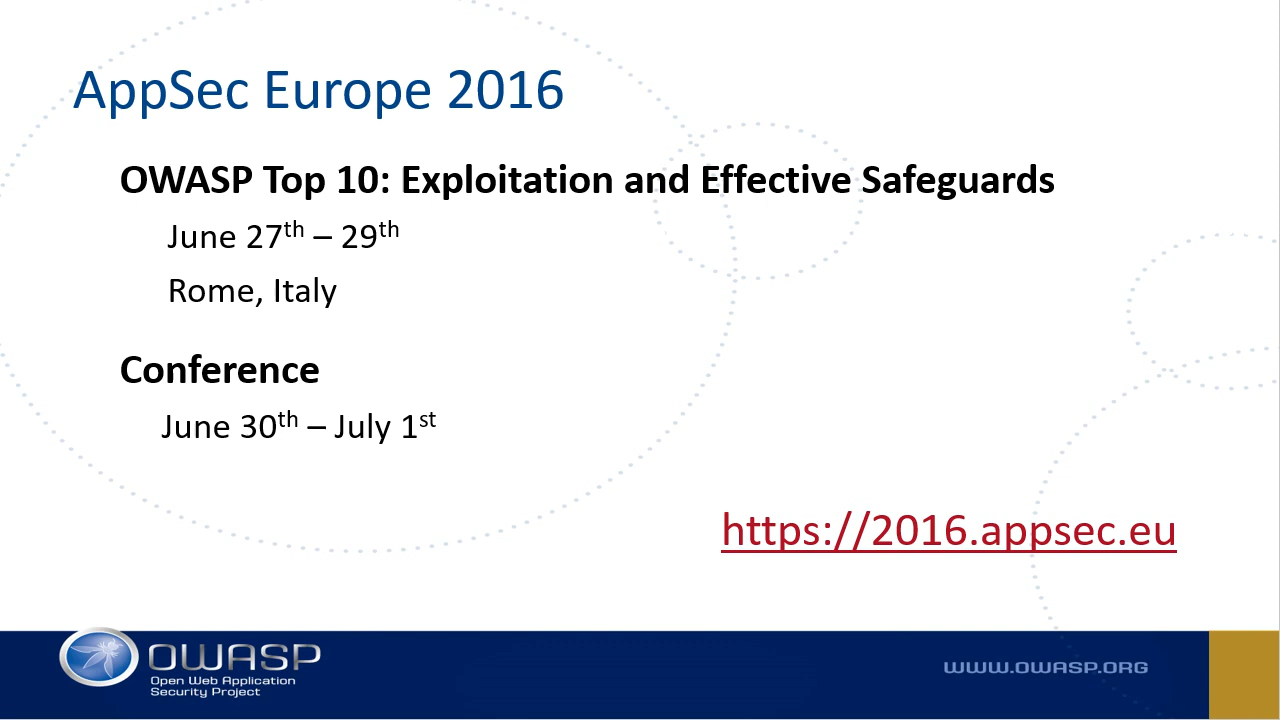 AppSec Europe 2016
OWASP Top 10: Exploitation and Effective Safeguards
June 27th – 29th
Rome, Italy
Conference
June 30th – July 1st
https://2016.appsec.eu
OWASP
Open Web Application
Security Project
WWW.OWASP.ORG